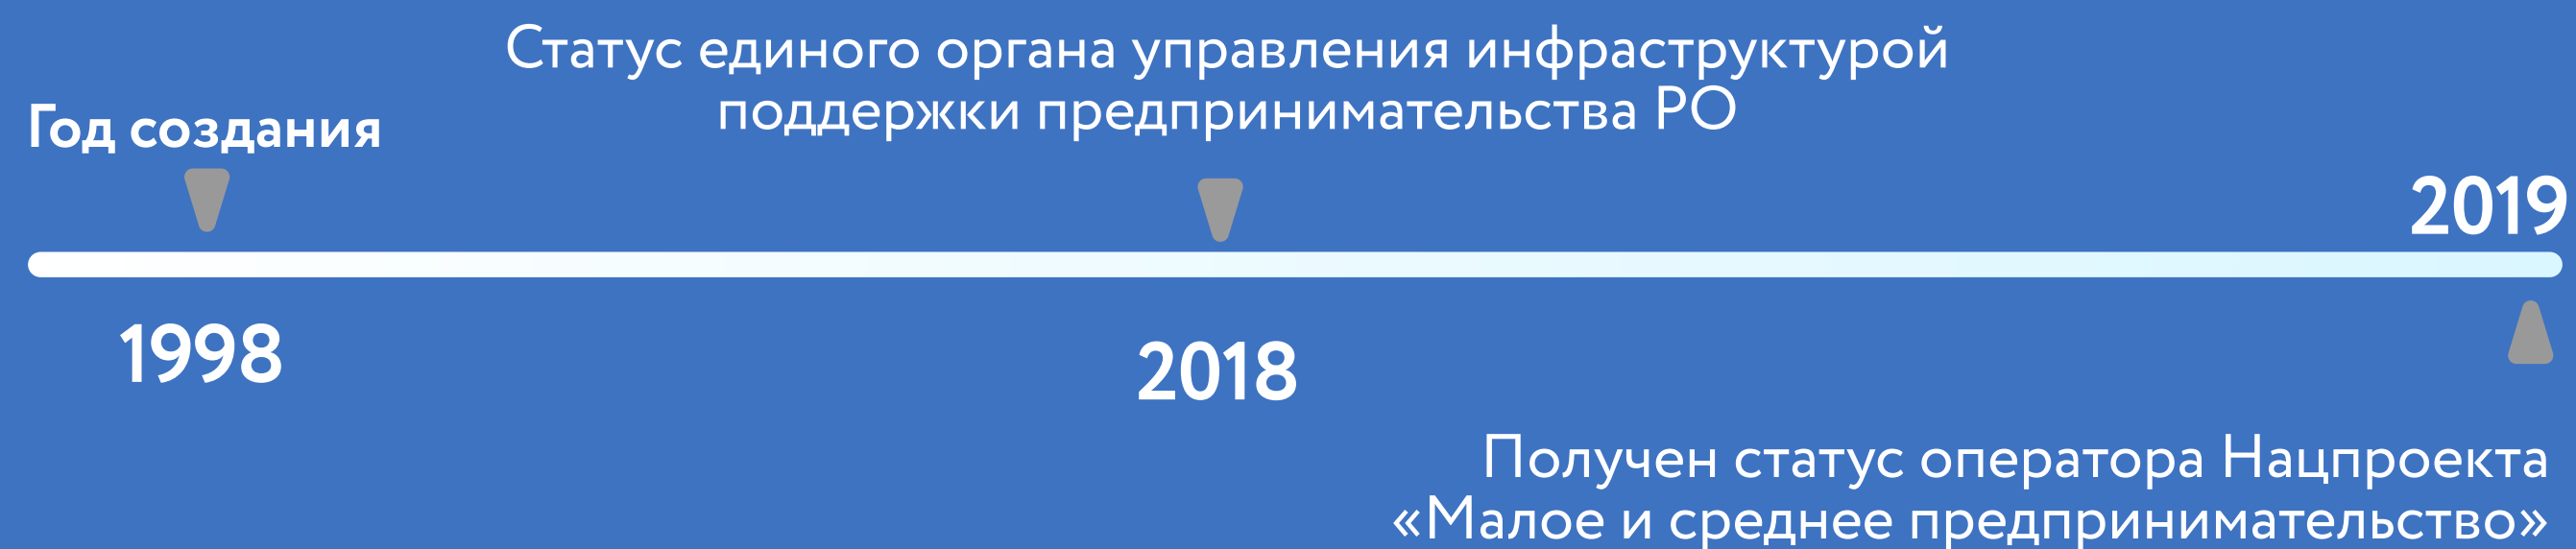 Статус единого органа управления инфраструктурой
поддержки предпринимательства РО
Год создания
2019
1998
2018
Получен статус оператора Нацпроекта
«Малое и среднее предпринимательство»